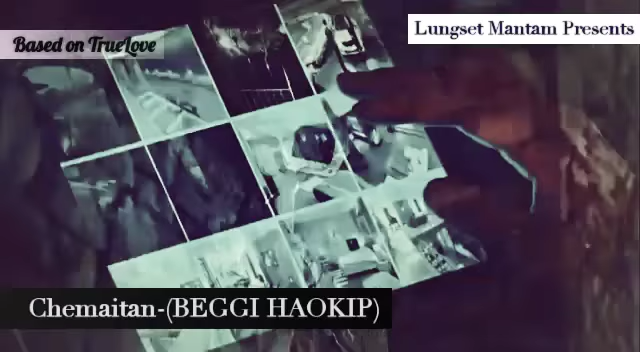 Lungset Mantam Presents
Based on TrueLove
Chemaitan-(BEGGI HAOKIP)